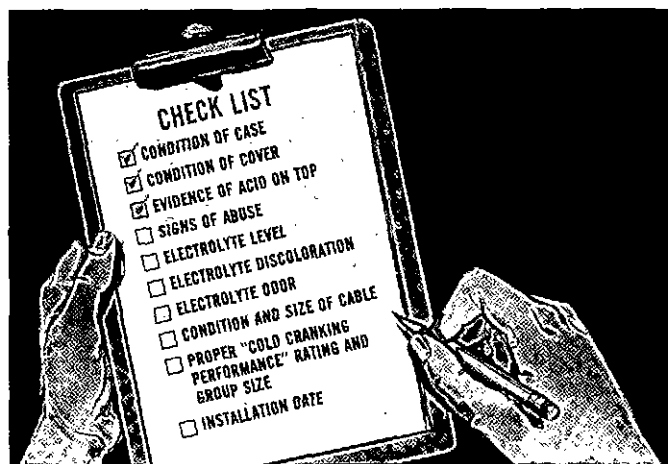 CHECK LIST
CONDITION OF CASE
CONDITION OF COVER
EVIDENCE OF ACID ON TOP
SIGNS OF ABUSE
ELECTROLYTE LEVEL
ELECTROLYTE DISCOLORATION
ELECTROLYTE ODOR
CONDITION AND SIZE OF CABLE
PROPER "COLD CRANKING
PERFORMANCE" RATING AND
GROUP SIZE
INSTALLATION DATE